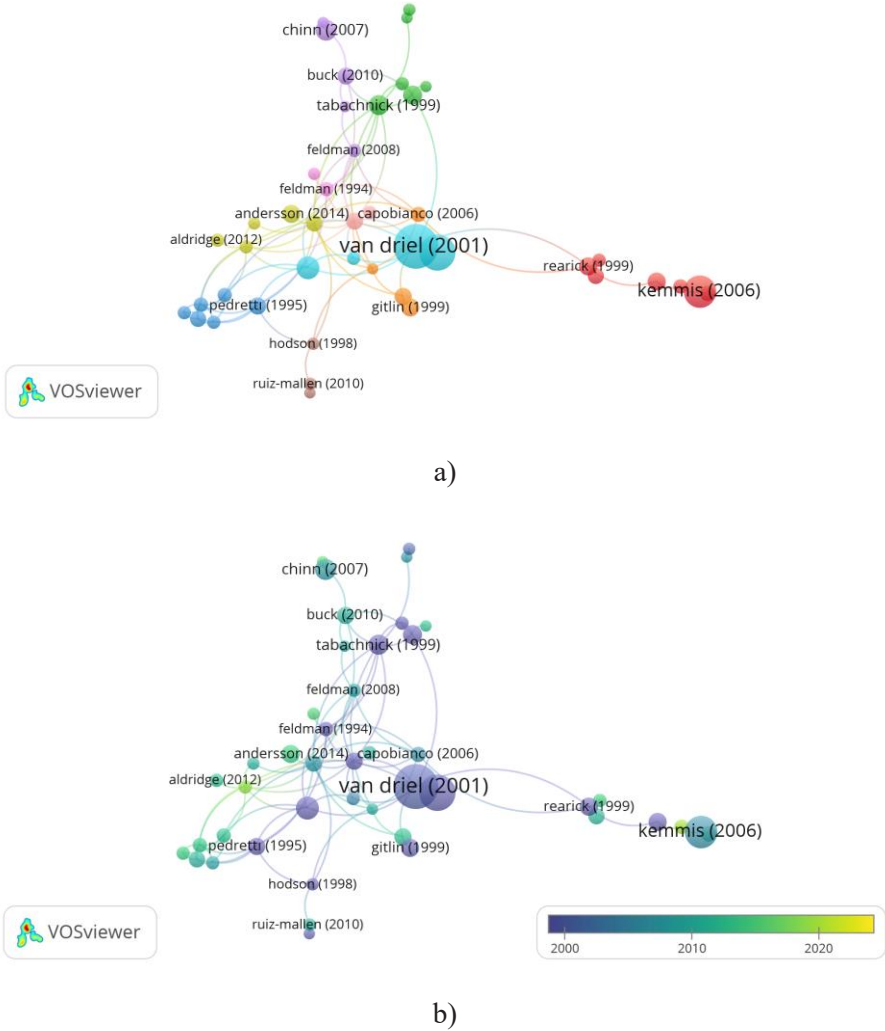 chinn (2007)
buck (2010)
tabachnick (1999)
feldman (2008)
feldman (1994)
andersson (2014) capobianco (2006)
aldridge (2012)
van driel (2001)
rearick (1999)
kemmis (2006)
pedretti (1995)
gitlin (1999)
hodson (1998)
ruiz-mallen (2010)
VOSviewer
a)
chinn (2007)
buck (2010)
tabachnick (1999)
feldman (2008)
feldman (1994)
andersson (2014) capobianco (2006)
aldridge (2012)
van driel (2001)
rearick (1999)
kemmis (2006)
pedretti (1995)
gitlin (1999)
hodson (1998)
ruiz-mallen (2010)
VOSviewer
2000 2010 2020
b)